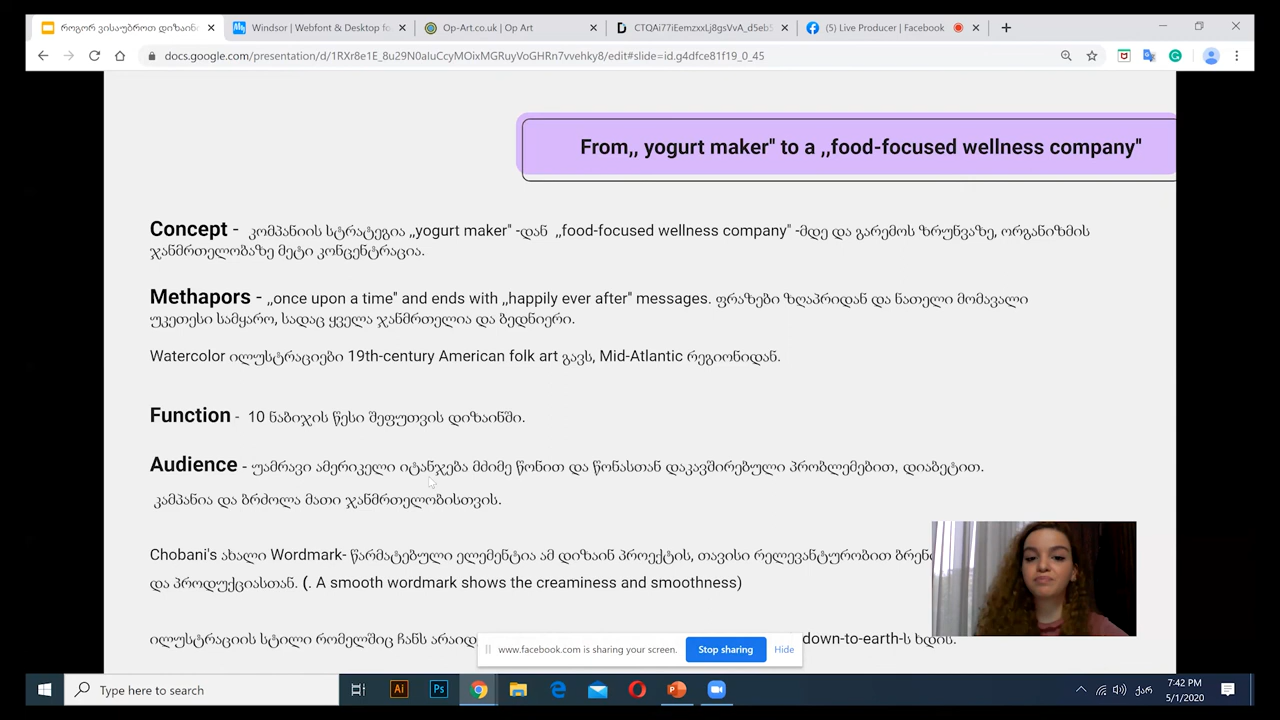 როგორ ვისაუბროთ დიზაინ
Windsor | Webfont & Desktop fo
Op-Art.co.uk | Op Art
CTQAi77iEemzxxLj8gsVvA_d5eb5
(5) Live Producer | Facebook
docs.google.com/presentation/d/1RXr8e1E_8u29N0aIuCcyMOixMGRuyVoGHRn7vvehky8/edit#slide=id.g4dfce81f19_0_45
From,, yogurt maker" to a ,,food-focused wellness company"
Concept - კომპანიის სტრატეგია ,,yogurt maker" -დან ,,food-focused wellness company" -მდე და გარემოს ზრუნვაზე, ორგანიზმის
ჯანმრთელობაზე მეტი კონცენტრაცია.
Methapors - ,,once upon a time" and ends with ,,happily ever after" messages. ფრაზები ზღაპრიდან და ნათელი მომავალი
უკეთესი სამყარო, სადაც ყველა ჯანმრთელია და ბედნიერი.
Watercolor ილუსტრაციები 19th-century American folk art გავს, Mid-Atlantic რეგიონიდან.
Function - 10 ნაბიჯის წესი შეფუთვის დიზაინში.
Audience - უამრავი ამერიკელი იტანჯება მძიმე წონით და წონასთან დაკავშირებული პრობლემებით, დიაბეტით.
კამპანია და ბრძოლა მათი ჯანმრთელობისთვის.
Chobani's ახალი Wordmark- წარმატებული ელემენტია ამ დიზაინ პროექტის, თავისი რელევანტურობით
და პროდუქციასთან. (. A smooth wordmark shows the creaminess and smoothness)
ილუსტრაციის სტილი რომელშიც ჩანს down-to-earth-ს ხდის.
www.facebook.com is sharing your screen. Stop sharing Hide
Type here to search
Ai
Ps
ქარ
7:42 PM
5/1/2020